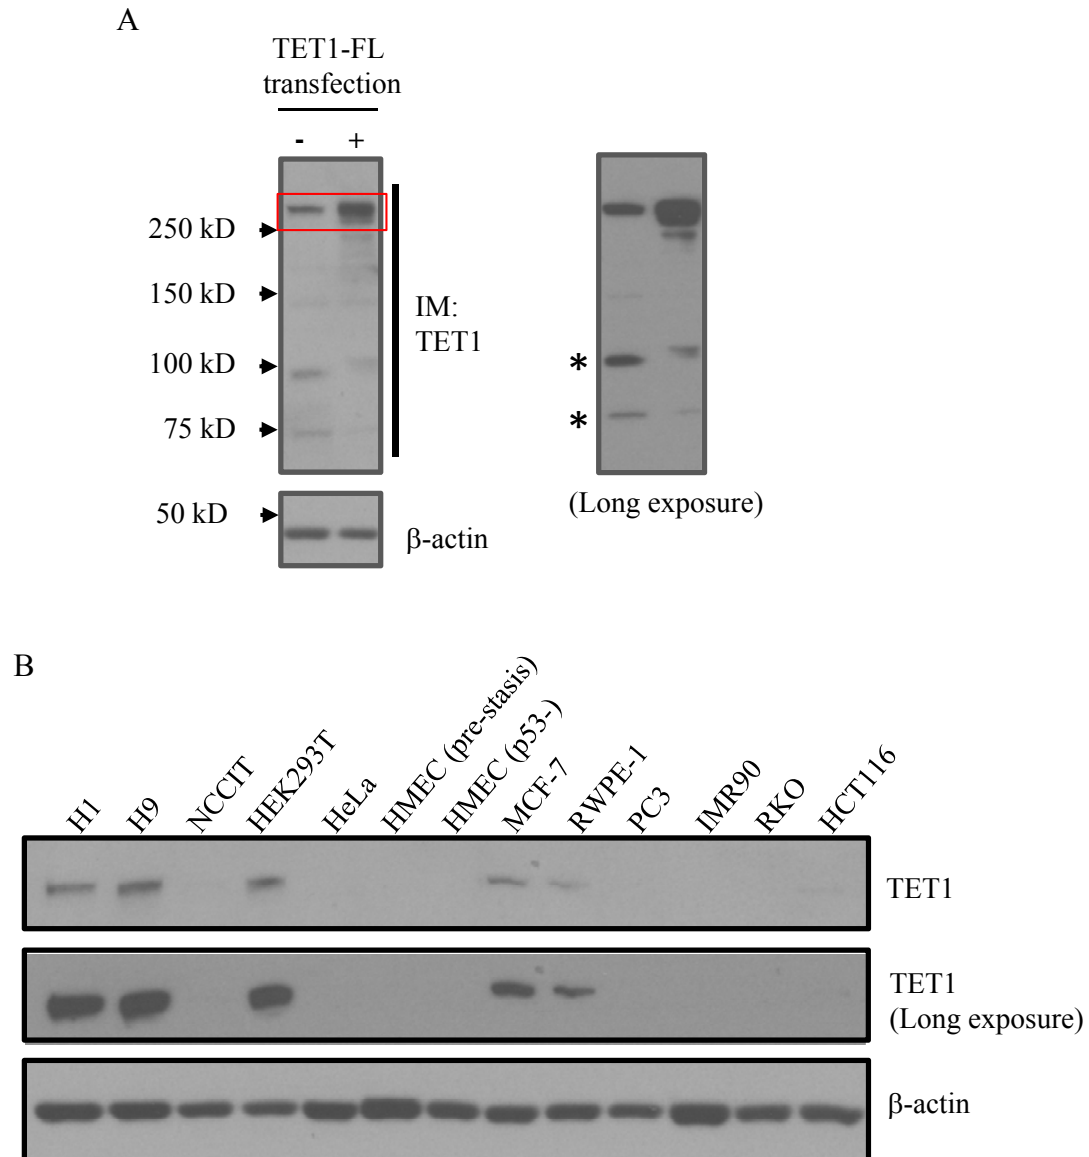 A
TET1-FL
transfection
- +
250 kD
150 kD
100 kD
75 kD
50 kD
IM:
TET1
β-actin
*
*
(Long exposure)
B
H1
H9
NCCIT
HEK293T
HeLa
HMEC (pre-stasis)
HMEC (p53-)
MCF-7
RWPE-1
PC3
IMR90
RKO
HCT116
TET1
TET1
(Long exposure)
β-actin